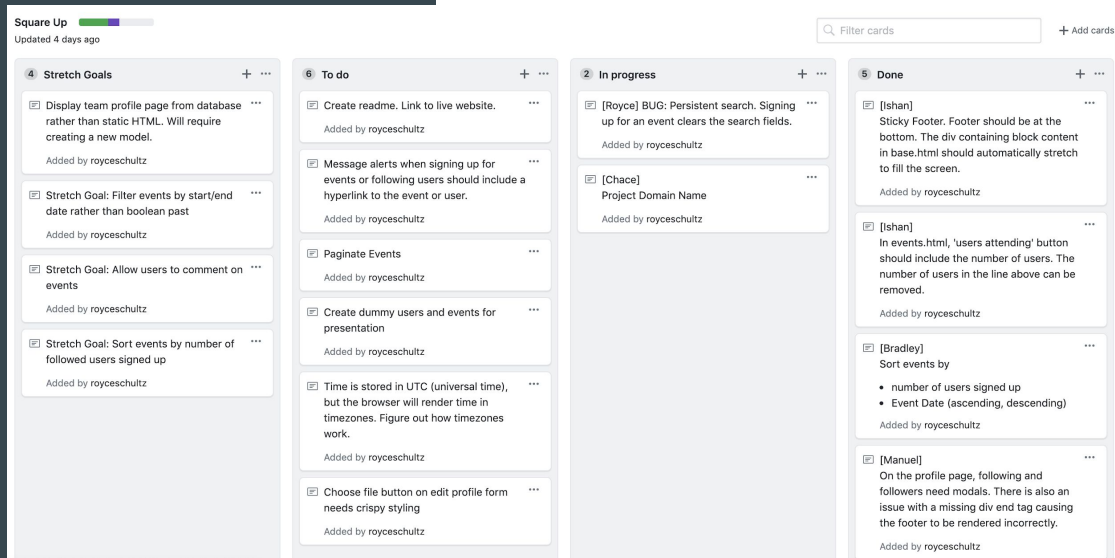 Square Up
Updated 4 days ago
Filter cards
+ Add cards
4 Stretch Goals
Display team profile page from database
rather than static HTML. Will require
creating a new model.
Added by royceschultz
Stretch Goal: Filter events by start/end
date rather than boolean past
Added by royceschultz
Stretch Goal: Allow users to comment on
events
Added by royceschultz
Stretch Goal: Sort events by number of
followed users signed up
Added by royceschultz
6 To do
Create readme. Link to live website.
Added by royceschultz
Message alerts when signing up for
events or following users should include a
hyperlink to the event or user.
Added by royceschultz
Paginate Events
Added by royceschultz
Create dummy users and events for
presentation
Added by royceschultz
Time is stored in UTC (universal time),
but the browser will render time in
timezones. Figure out how timezones
work.
Added by royceschultz
Choose file button on edit profile form
needs crispy styling
Added by royceschultz
2 In progress
[Royce] BUG: Persistent search. Signing
up for an event clears the search fields.
Added by royceschultz
[Chace]
Project Domain Name
Added by royceschultz
5 Done
[Ishan]
Sticky Footer. Footer should be at the
bottom. The div containing block content
in base.html should automatically stretch
to fill the screen.
Added by royceschultz
[Ishan]
In events.html, 'users attending' button
should include the number of users. The
number of users in the line above can be
removed.
Added by royceschultz
[Bradley]
Sort events by
• number of users signed up
• Event Date (ascending, descending)
Added by royceschultz
[Manuel]
On the profile page, following and
followers need modals. There is also an
issue with a missing div end tag causing
the footer to be rendered incorrectly.
Added by royceschultz